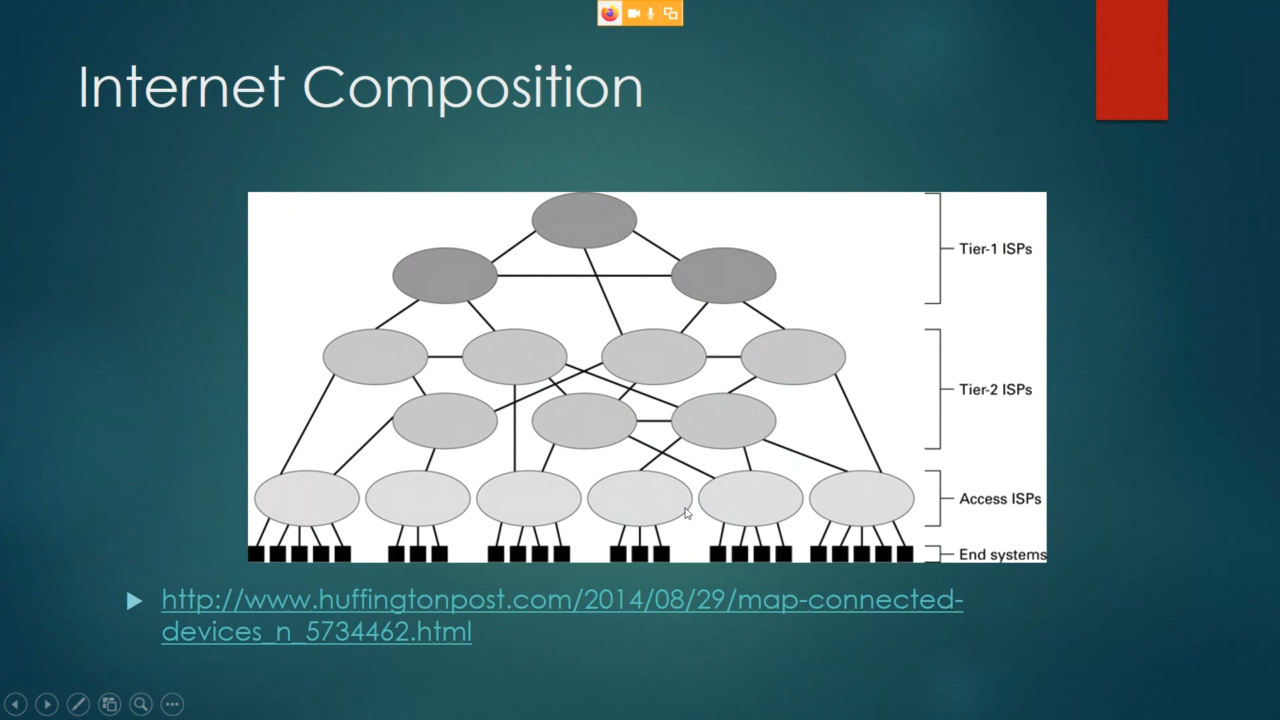 Internet Composition
Tier-1 ISPs
Tier-2 ISPs
Access ISPs
End systems
http://www.huffingtonpost.com/2014/08/29/map-connected-
devices_n_5734462.html